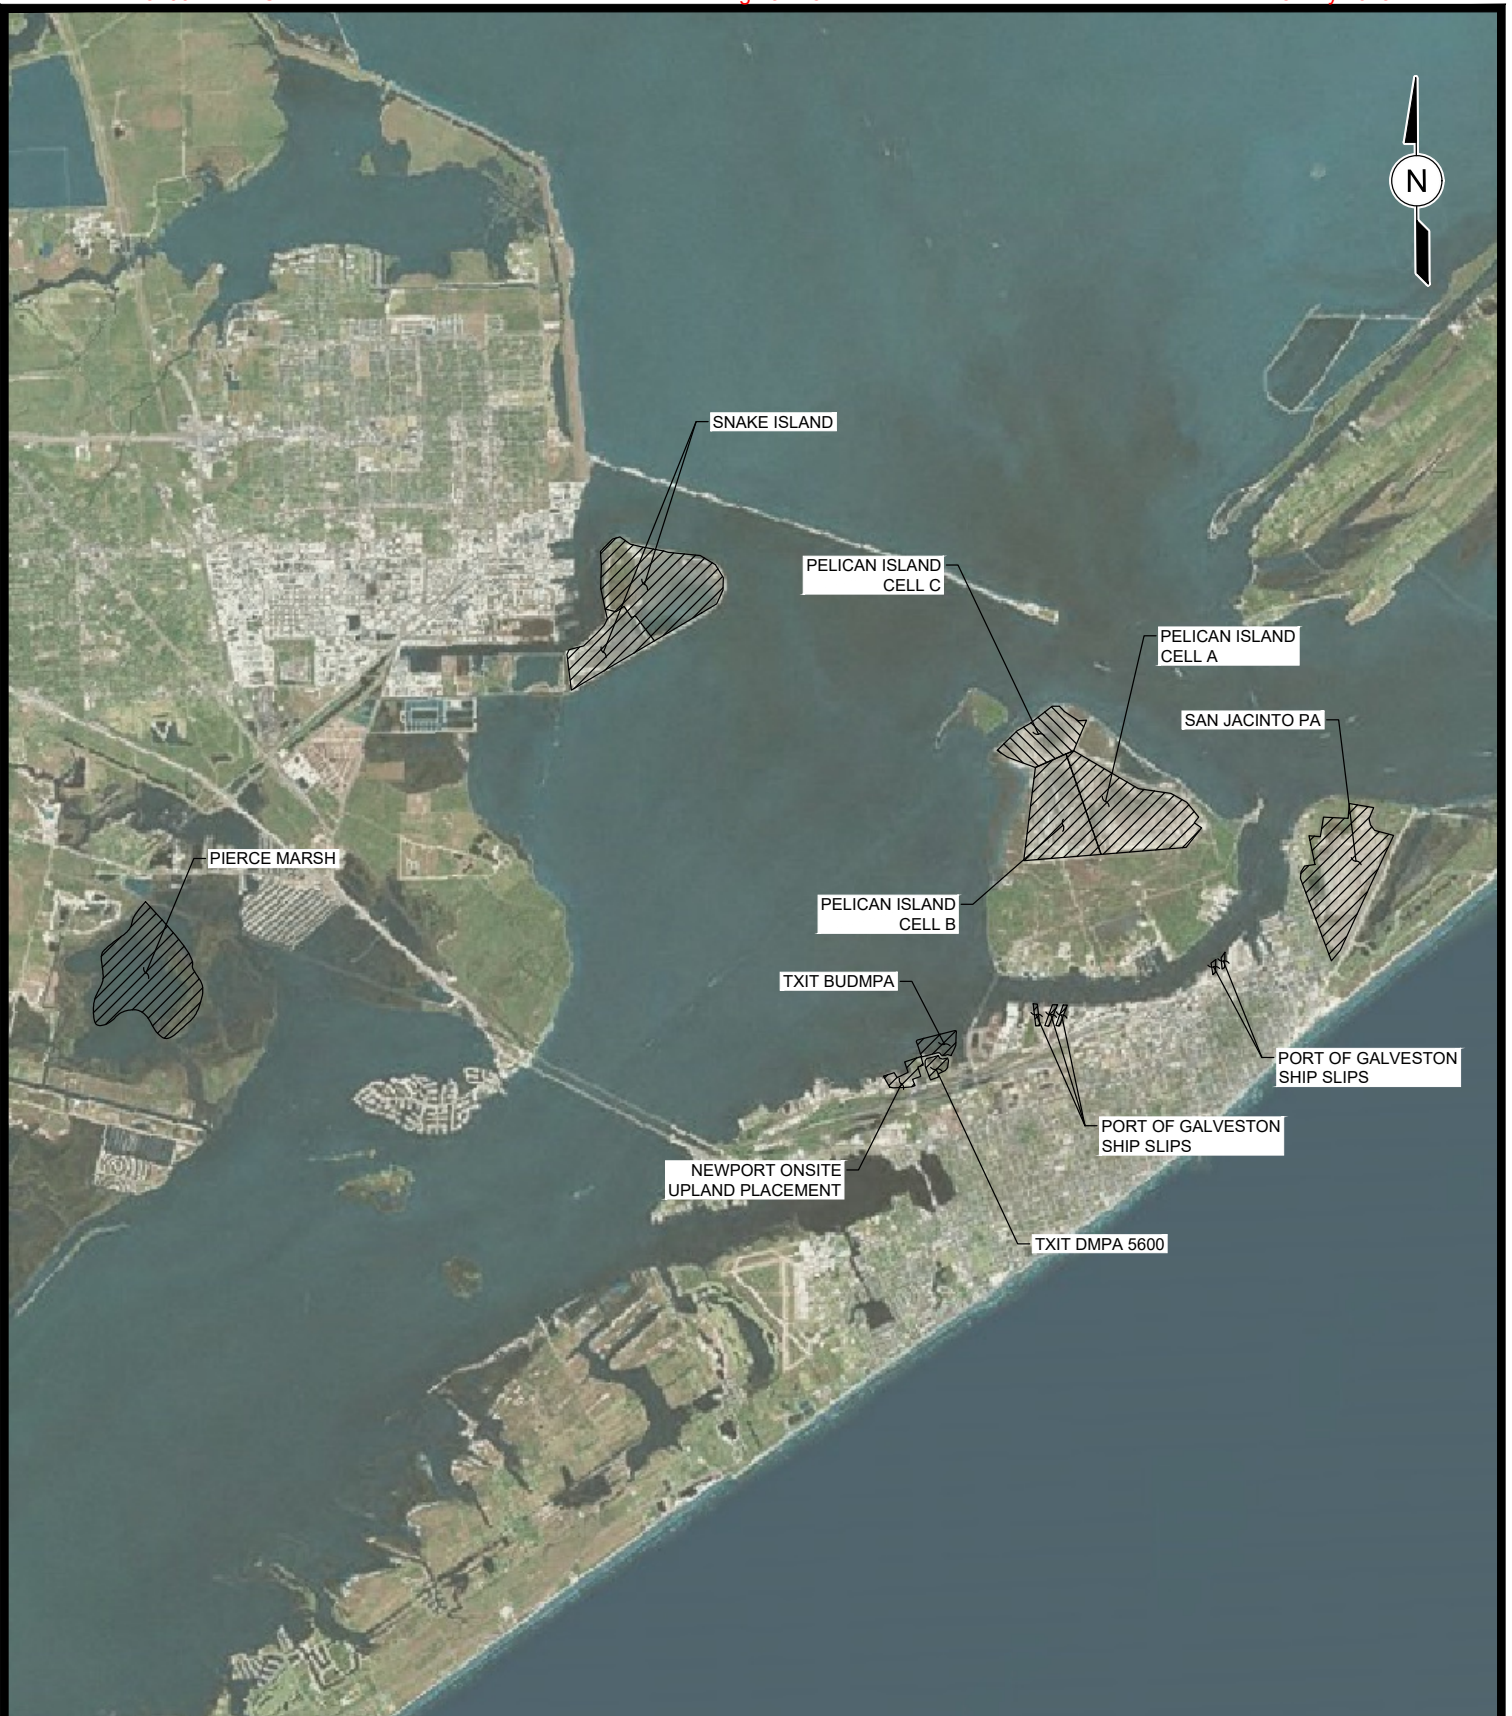 N
SNAKE ISLAND
PELICAN ISLAND
CELL C
PELICAN ISLAND
CELL A
SAN JACINTO PA
PIERCE MARSH
PELICAN ISLAND
CELL B
TXIT BUDMPA
PORT OF GALVESTON
SHIP SLIPS
PORT OF GALVESTON
SHIP SLIPS
NEWPORT ONSITE
UPLAND PLACEMENT
TXIT DMPA 5600